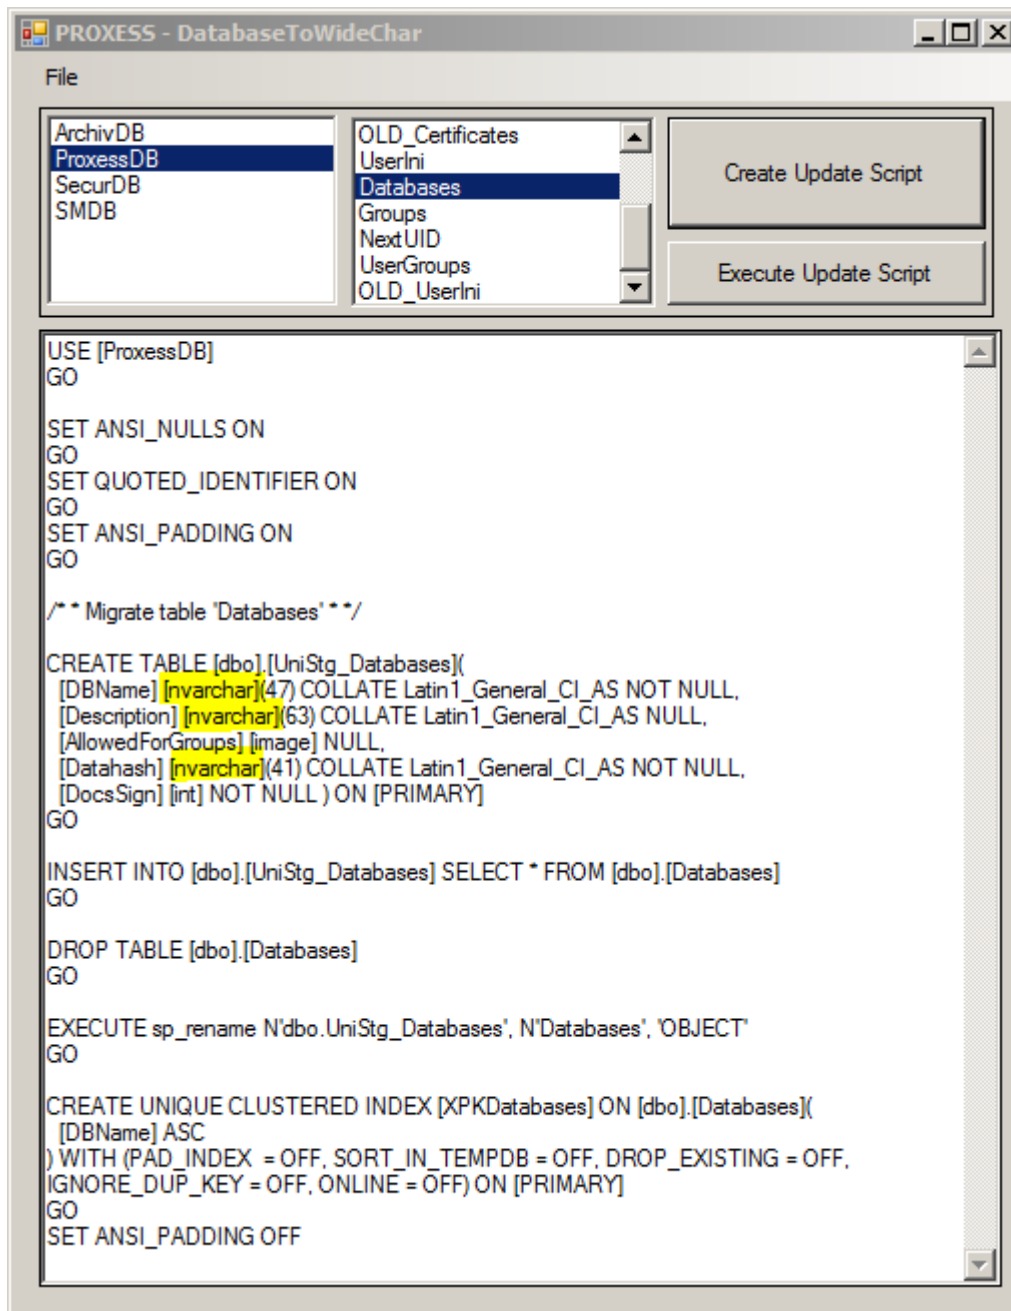 PROXESS - DatabaseToWideChar
File
ArchivDB
ProxessDB
SecurDB
SMDB
OLD_Certificates
UserIni
Databases
Groups
NextUID
UserGroups
OLD_UserIni
Create Update Script
Execute Update Script
USE [ProxessDB]
GO
SET ANSI_NULLS ON
GO
SET QUOTED_IDENTIFIER ON
GO
SET ANSI_PADDING ON
GO
/* * Migrate table 'Databases' * */
CREATE TABLE [dbo].[UniStg_Databases](
[DBName] [nvarchar](47) COLLATE Latin1_General_CI_AS NOT NULL,
[Description] [nvarchar](63) COLLATE Latin1_General_CI_AS NULL,
[AllowedForGroups] [image] NULL,
[Datahash] [nvarchar](41) COLLATE Latin1_General_CI_AS NOT NULL,
[DocsSign] [int] NOT NULL ) ON [PRIMARY]
GO
INSERT INTO [dbo].[UniStg_Databases] SELECT * FROM [dbo].[Databases]
GO
DROP TABLE [dbo].[Databases]
GO
EXECUTE sp_rename N'dbo.UniStg_Databases', N'Databases', 'OBJECT'
GO
CREATE UNIQUE CLUSTERED INDEX [XPKDatabases] ON [dbo].[Databases](
[DBName] ASC
) WITH (PAD_INDEX  = OFF, SORT_IN_TEMPDB = OFF, DROP_EXISTING = OFF,
IGNORE_DUP_KEY = OFF, ONLINE = OFF) ON [PRIMARY]
GO
SET ANSI_PADDING OFF